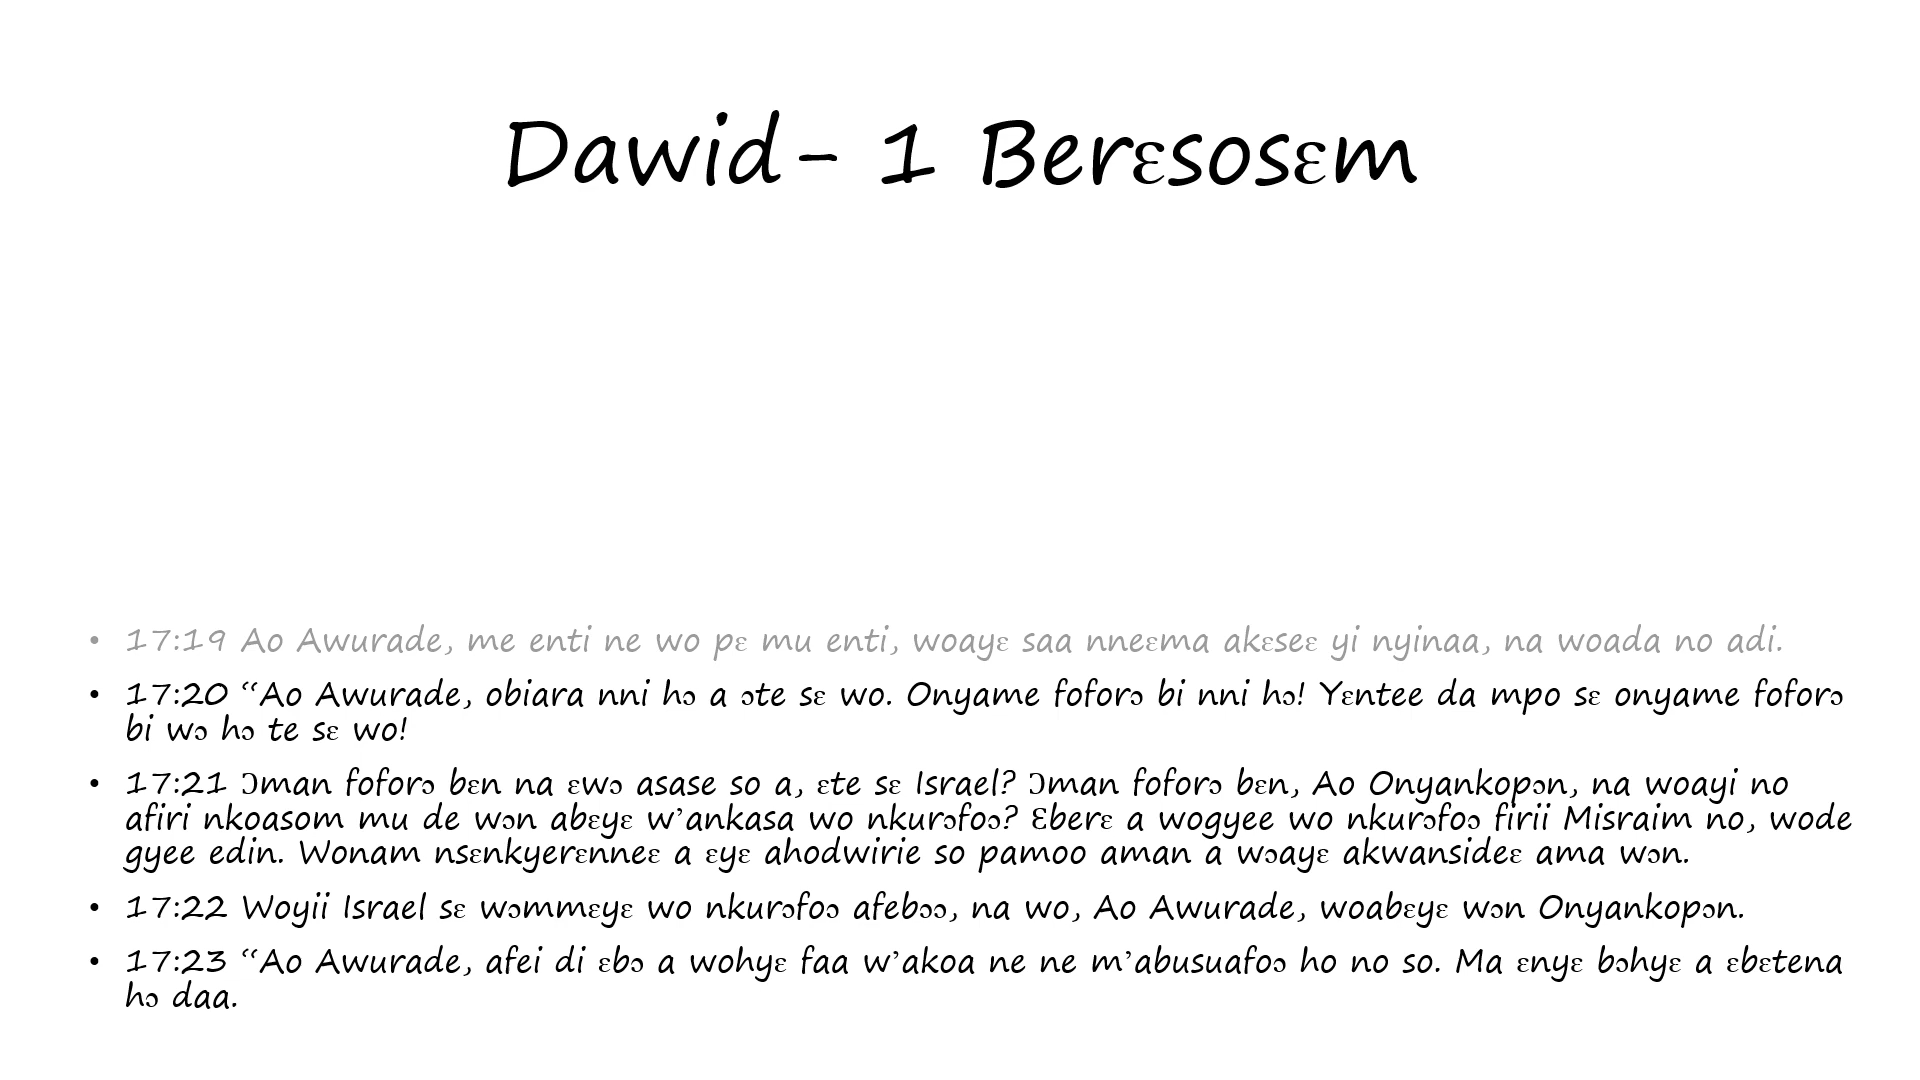 Dawid- 1 Berɛsosɛm
• 17:19 Ao Awurade, me enti ne wo pɛ mu enti, woayɛ saa nneɛma akɛseɛ yi nyinaa, na woada no adi.
• 17:20 “Ao Awurade, obiara nni hɔ a ɔte sɛ wo. Onyame foforɔ bi nni hɔ! Yɛntee da mpo sɛ onyame foforɔ
bi wɔ hɔ te sɛ wo!
• 17:21 Ɔman foforɔ bɛn na ɛwɔ asase so a, ɛte sɛ Israel? Ɔman foforɔ bɛn, Ao Onyankopɔn, na woayi no
afiri nkoasom mu de wɔn abɛyɛ w’ankasa wo nkurɔfoɔ? Ɛberɛ a wogyee wo nkurɔfoɔ firii Misraim no, wode
gyee edin. Wonam nsɛnkyerɛnneɛ a ɛyɛ ahodwirie so pamoo aman a wɔayɛ akwansideɛ ama wɔn.
• 17:22 Woyii Israel sɛ wɔmmɛyɛ wo nkurɔfoɔ afebɔɔ, na wo, Ao Awurade, woabɛyɛ wɔn Onyankopɔn.
• 17:23 “Ao Awurade, afei di ɛbɔ a wohyɛ faa w’akoa ne ne m’abusuafoɔ ho no so. Ma ɛnyɛ bɔhyɛ a ɛbɛtena
hɔ daa.